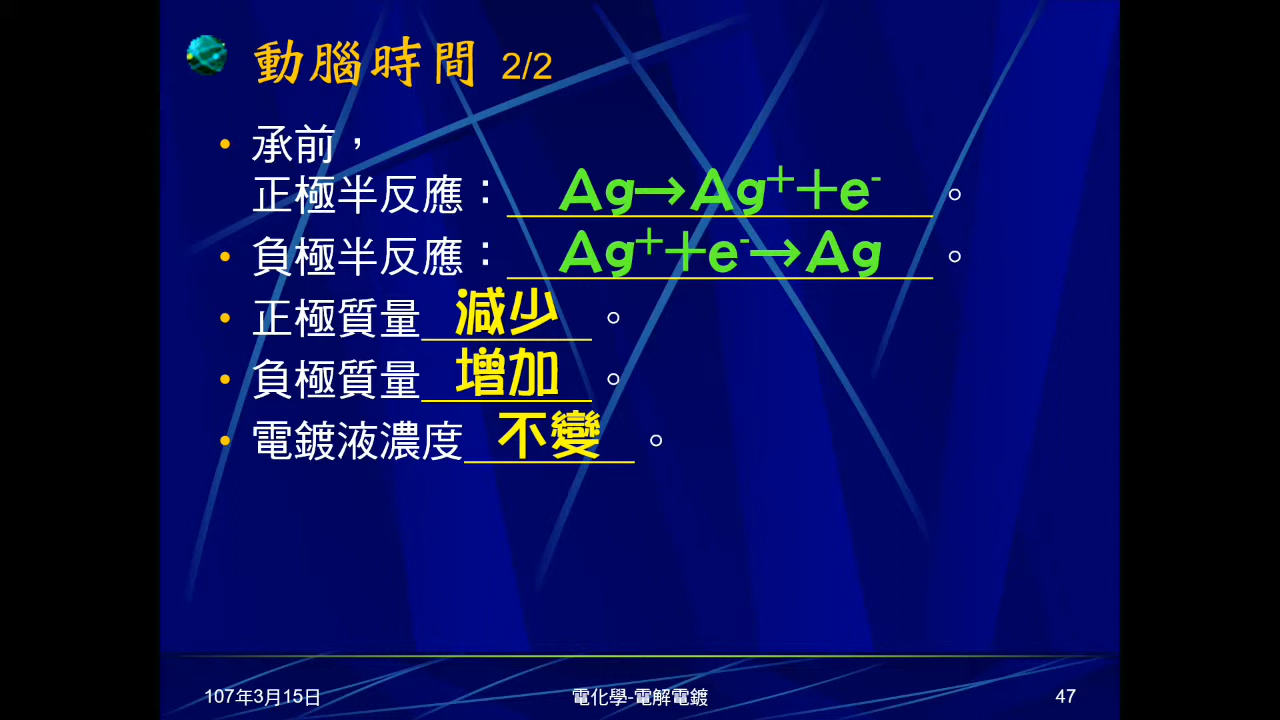 動腦時間 2/2
• 承前，
正極半反應：Ag→Ag⁺＋e⁻。
• 負極半反應：Ag⁺＋e⁻→Ag。
• 正極質量減少。
• 負極質量增加。
• 電鍍液濃度不變。
107年3月15日 電化學-電解電鍍 47